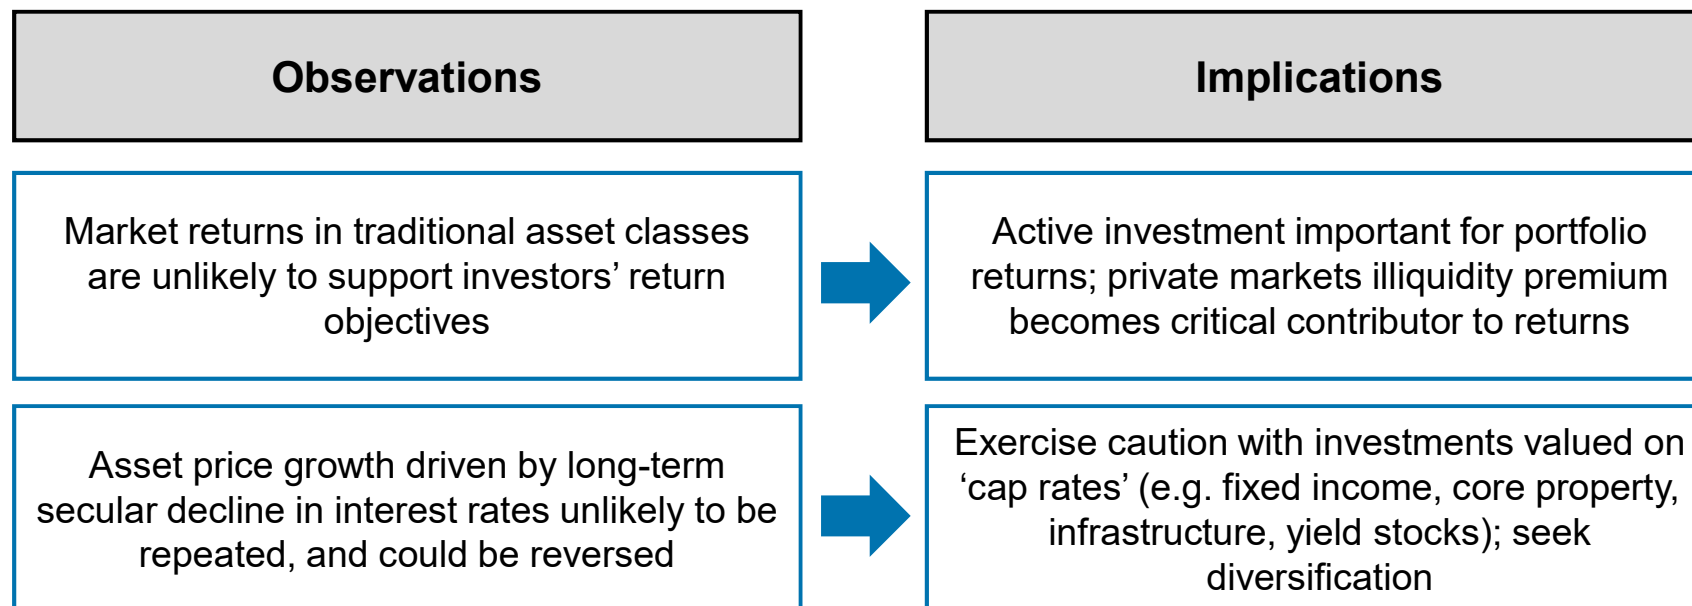 Observations
Implications
Market returns in traditional asset classes
are unlikely to support investors’ return
objectives
Active investment important for portfolio
returns; private markets illiquidity premium
becomes critical contributor to returns
Asset price growth driven by long-term
secular decline in interest rates unlikely to be
repeated, and could be reversed
Exercise caution with investments valued on
‘cap rates’ (e.g. fixed income, core property,
infrastructure, yield stocks); seek
diversification